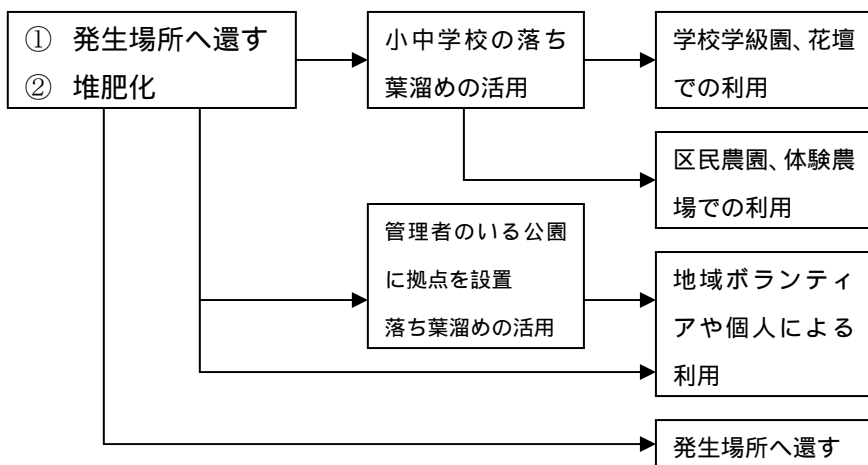 ① 発生場所へ還す
② 堆肥化
小中学校の落ち
葉溜めの活用
学校学級園、花壇
での利用
区民農園、体験農
場での利用
管理者のいる公園
に拠点を設置
落ち葉溜めの活用
地域ボランティ
アや個人による
利用
発生場所へ還す